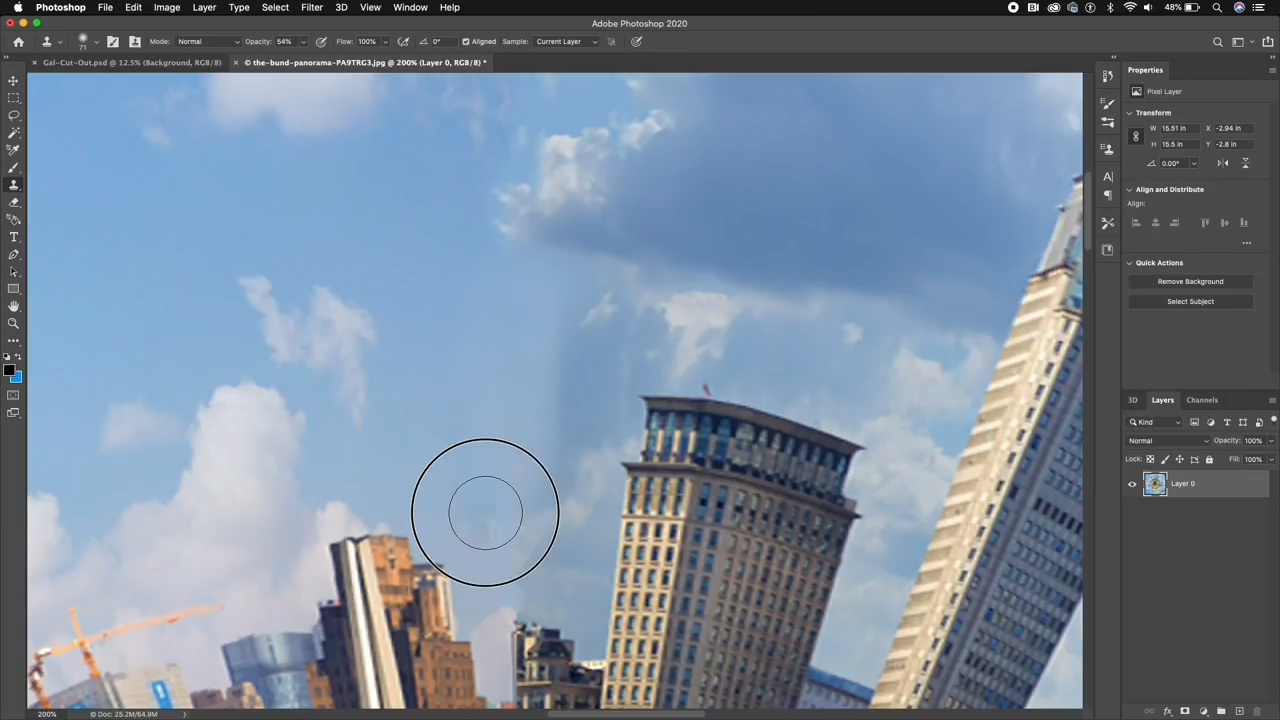 Photoshop File Edit Image Layer Type Select Filter 3D View Window Help 48%
Adobe Photoshop 2020
71 Mode: Normal Opacity: 54% Flow: 100% 0° Aligned Sample: Current Layer
Gal-Cut-Out.psd @ 12.5% (Background, RGB/8) © the-bund-panorama-PA9TRG3.jpg @ 200% (Layer 0, RGB/8) *
Properties
Pixel Layer
Transform
W 15.51 in X -2.94 in
H 15.5 in Y -2.8 in
0.00°
Align and Distribute
Align:
Quick Actions
Remove Background
Select Subject
3D Layers Channels
Kind
Normal Opacity: 100%
Lock: Fill: 100%
Layer 0
200% © Doc: 25.2M/64.9M